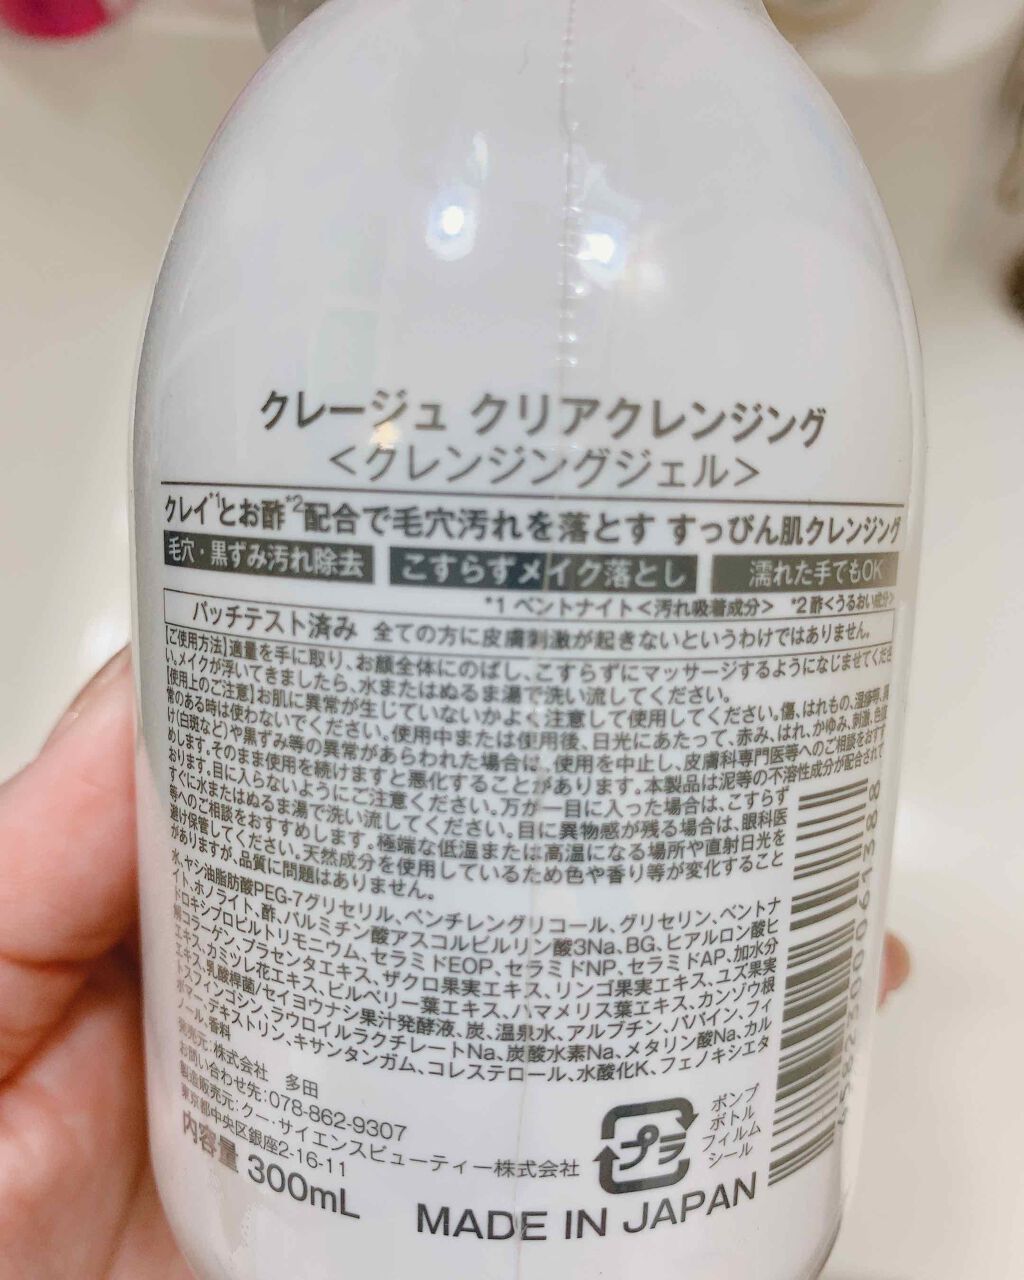 クレージュ クリアクレンジング
＜クレンジングジェル＞
クレイ*1とお酢*2配合で毛穴汚れを落とす すっぴん肌クレンジング
毛穴・黒ずみ汚れ除去 こすらずメイク落とし 濡れた手でもOK
*1 ベントナイト＜汚れ吸着成分＞ *2 酢＜うるおい成分＞
パッチテスト済み 全ての方に皮膚刺激が起きないというわけではありません。
【ご使用方法】適量を手に取り、お顔全体にのばし、こすらずにマッサージするようになじませてくださ
い。メイクが浮いてきましたら、水またはぬるま湯で洗い流してください。
【使用上のご注意】お肌に異常が生じていないかよく注意して使用してください。傷、はれもの、湿疹等、異
常のある時は使わないでください。使用中または使用後、日光にあたって、赤み、はれ、かゆみ、刺激、色抜
け(白斑など)や黒ずみ等の異常があらわれた場合は、使用を中止し、皮膚科専門医等へのご相談をおすす
めします。そのまま使用を続けますと悪化することがあります。本製品は泥等の不溶性成分が配合されて
おります。目に入らないようにご注意ください。万が一目に入った場合は、こすらず
すぐに水またはぬるま湯で洗い流してください。目に異物感が残る場合は、眼科医
等へのご相談をおすすめします。極端な低温または高温になる場所や直射日光を
避け保管してください。天然成分を使用しているため色や香り等が変化すること
がありますが、品質に問題はありません。
水、ヤシ油脂肪酸PEG-7グリセリル、ペンチレングリコール、グリセリン、ベントナ
イト、ホノライト、酢、パルミチン酸アスコルビルリン酸3Na、BG、ヒアルロン酸ヒ
ドロキシプロピルトリモニウム、セラミドEOP、セラミドNP、セラミドAP、加水分
解コラーゲン、プラセンタエキス、ザクロ果実エキス、リンゴ果実エキス、ユズ果実
エキス、カミツレ花エキス、ビルベリー葉エキス、ハマメリス葉エキス、カンゾウ根
エキス、乳酸桿菌/セイヨウナシ果汁発酵液、炭、温泉水、アルブチン、パパイン、フィ
トスフィンゴシン、ラウロイルラクチレートNa、炭酸水素Na、メタリン酸Na、カル
ボマー、デキストリン、キサンタンガム、コレステロール、水酸化K、フェノキシエタ
ノール、香料
発売元：株式会社 多田
お問い合わせ先：078-862-9307
製造販売元：クー．サイエンスビューティー株式会社
東京都中央区銀座2-16-11
内容量 300mL
プラ
ポンプ
ボトル
フィルム
シール
MADE IN JAPAN